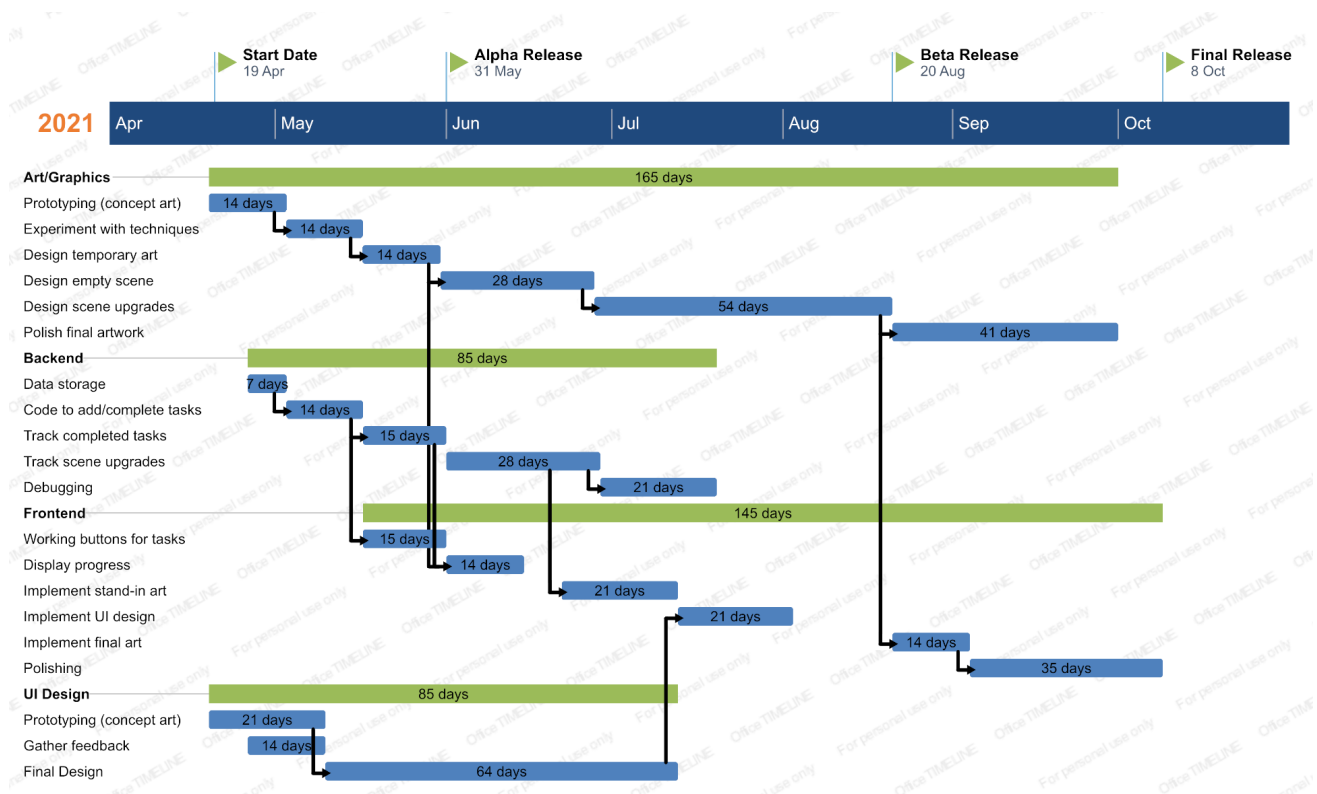 Start Date
19 Apr
Alpha Release
31 May
Beta Release
20 Aug
Final Release
8 Oct
2021 Apr May Jun Jul Aug Sep Oct
Art/Graphics 165 days
Prototyping (concept art) 14 days
Experiment with techniques 14 days
Design temporary art 14 days
Design empty scene 28 days
Design scene upgrades 54 days
Polish final artwork 41 days
Backend 85 days
Data storage 7 days
Code to add/complete tasks 14 days
Track completed tasks 15 days
Track scene upgrades 28 days
Debugging 21 days
Frontend 145 days
Working buttons for tasks 15 days
Display progress 14 days
Implement stand-in art 21 days
Implement UI design 21 days
Implement final art 14 days
Polishing 35 days
UI Design 85 days
Prototyping (concept art) 21 days
Gather feedback 14 days
Final Design 64 days
For personal use only
Office TIMELINE